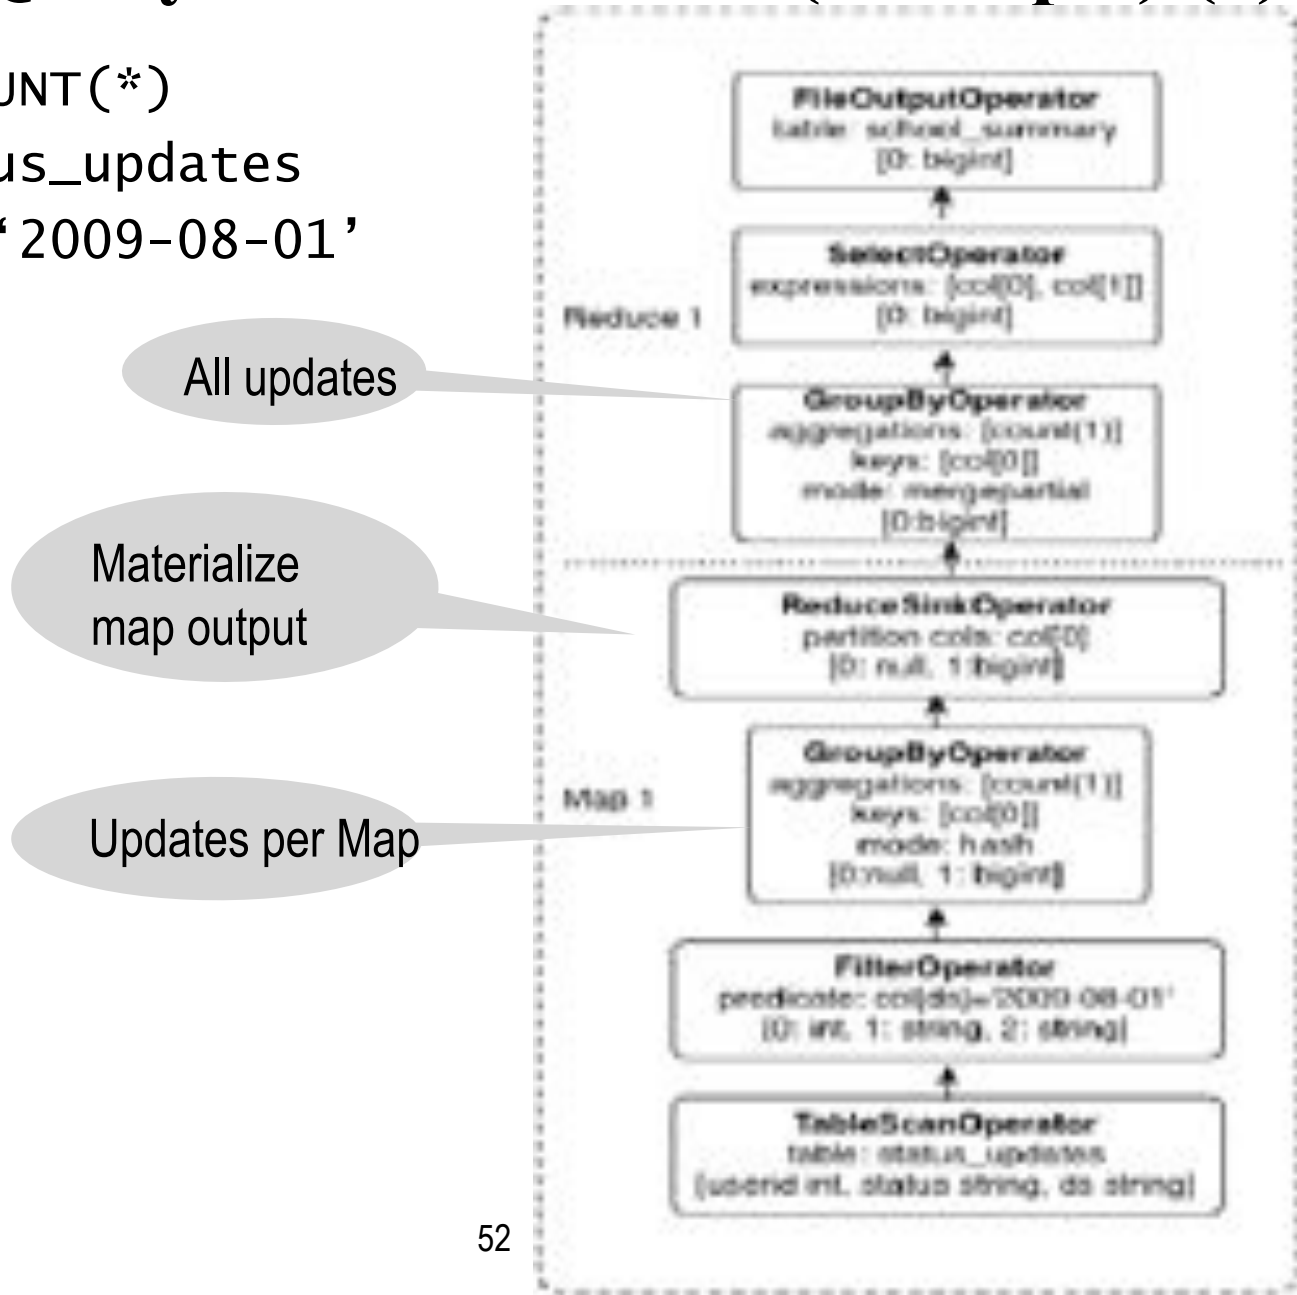 UNT(*)
us_updates
‘2009-08-01’
All updates
Materialize
map output
Updates per Map
52
FileOutputOperator
table: school_summary
[0: bigint]
SelectOperator
expressions: [col[0], col[1]]
[0: bigint]
Reduce 1
GroupByOperator
aggregations: [count(1)]
keys: [col[0]]
mode: mergepartial
[0:bigint]
ReduceSinkOperator
partition cols: col[0]
[0: null, 1:bigint]
Map 1
GroupByOperator
aggregations: [count(1)]
keys: [col[0]]
mode: hash
[0:null, 1: bigint]
FilterOperator
predicate: col[ds]='2009-08-01'
[0: int, 1: string, 2: string]
TableScanOperator
table: status_updates
[userid int, status string, ds string]